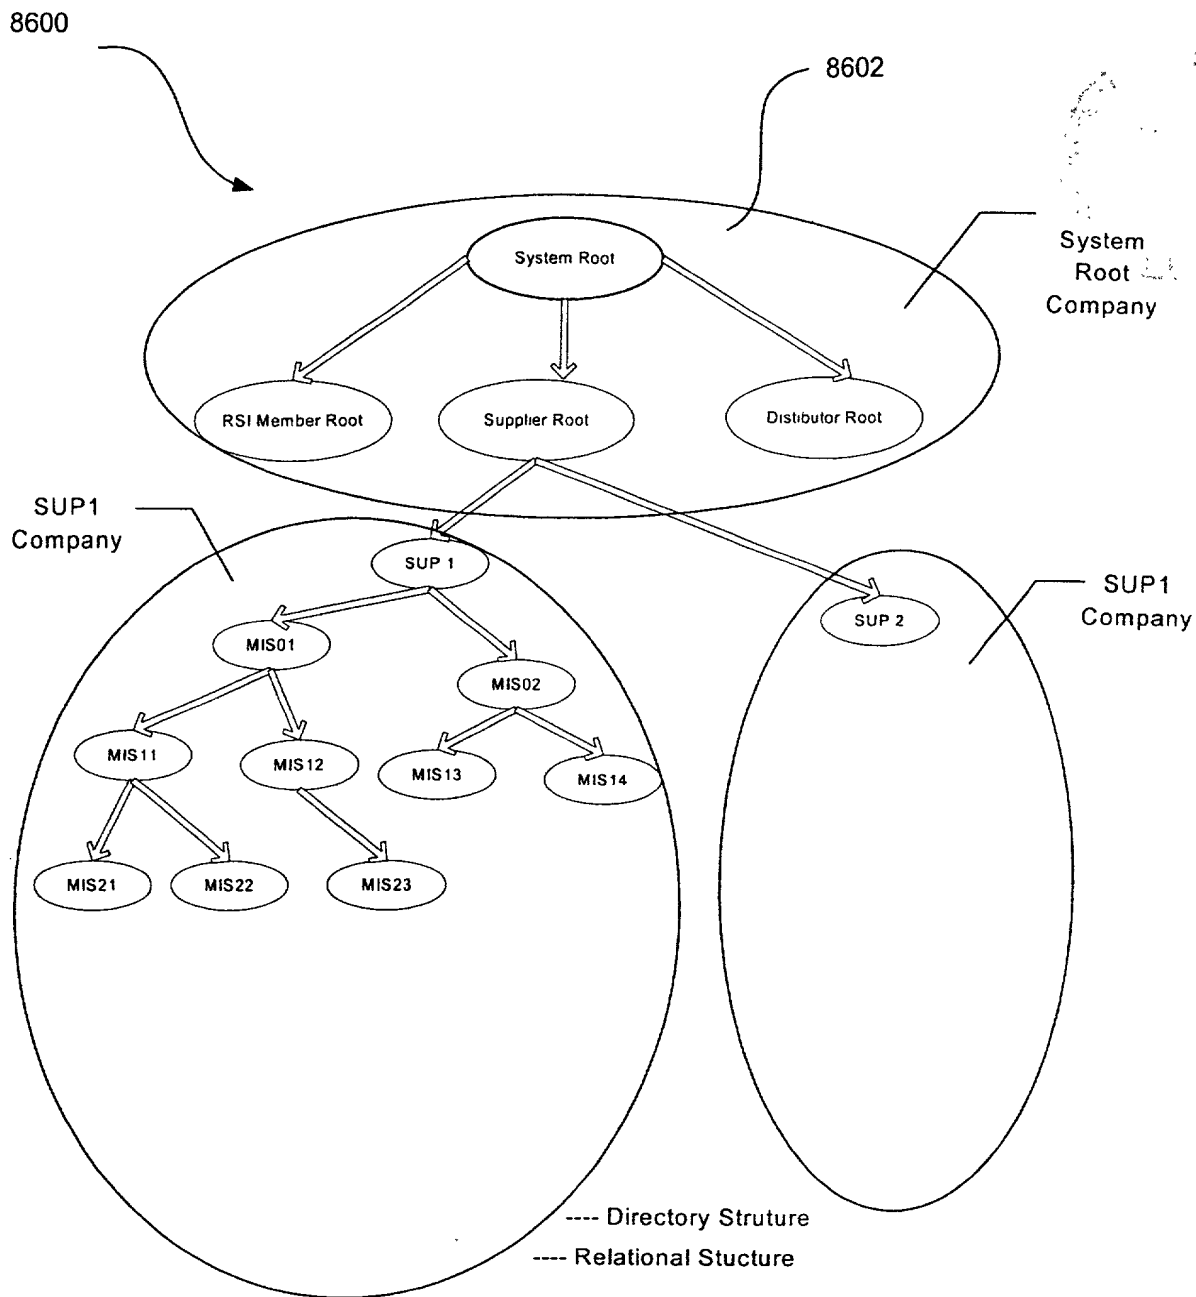 8600
8602
System Root
System
Root
Company
RSI Member Root
Supplier Root
Distibutor Root
SUP1
Company
SUP 1
SUP 2
SUP1
Company
MIS01
MIS02
MIS11
MIS12
MIS13
MIS14
MIS21
MIS22
MIS23
---- Directory Struture
---- Relational Stucture